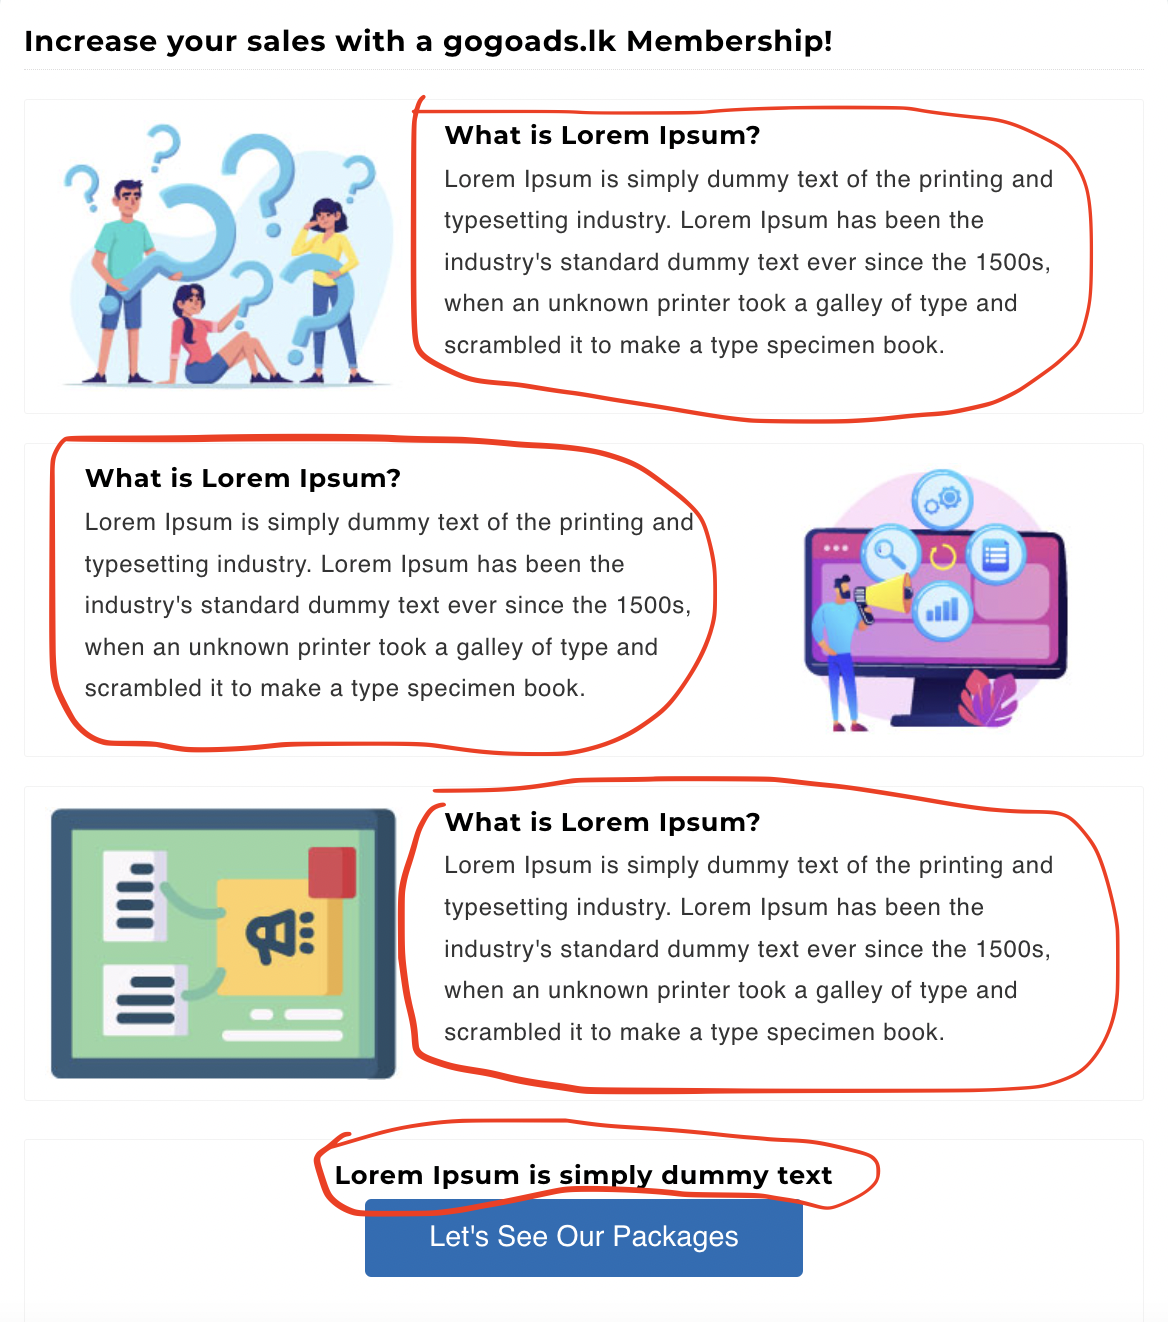 Increase your sales with a gogoads.lk Membership!
What is Lorem Ipsum?
Lorem Ipsum is simply dummy text of the printing and
typesetting industry. Lorem Ipsum has been the
industry's standard dummy text ever since the 1500s,
when an unknown printer took a galley of type and
scrambled it to make a type specimen book.
What is Lorem Ipsum?
Lorem Ipsum is simply dummy text of the printing and
typesetting industry. Lorem Ipsum has been the
industry's standard dummy text ever since the 1500s,
when an unknown printer took a galley of type and
scrambled it to make a type specimen book.
What is Lorem Ipsum?
Lorem Ipsum is simply dummy text of the printing and
typesetting industry. Lorem Ipsum has been the
industry's standard dummy text ever since the 1500s,
when an unknown printer took a galley of type and
scrambled it to make a type specimen book.
Lorem Ipsum is simply dummy text
Let's See Our Packages